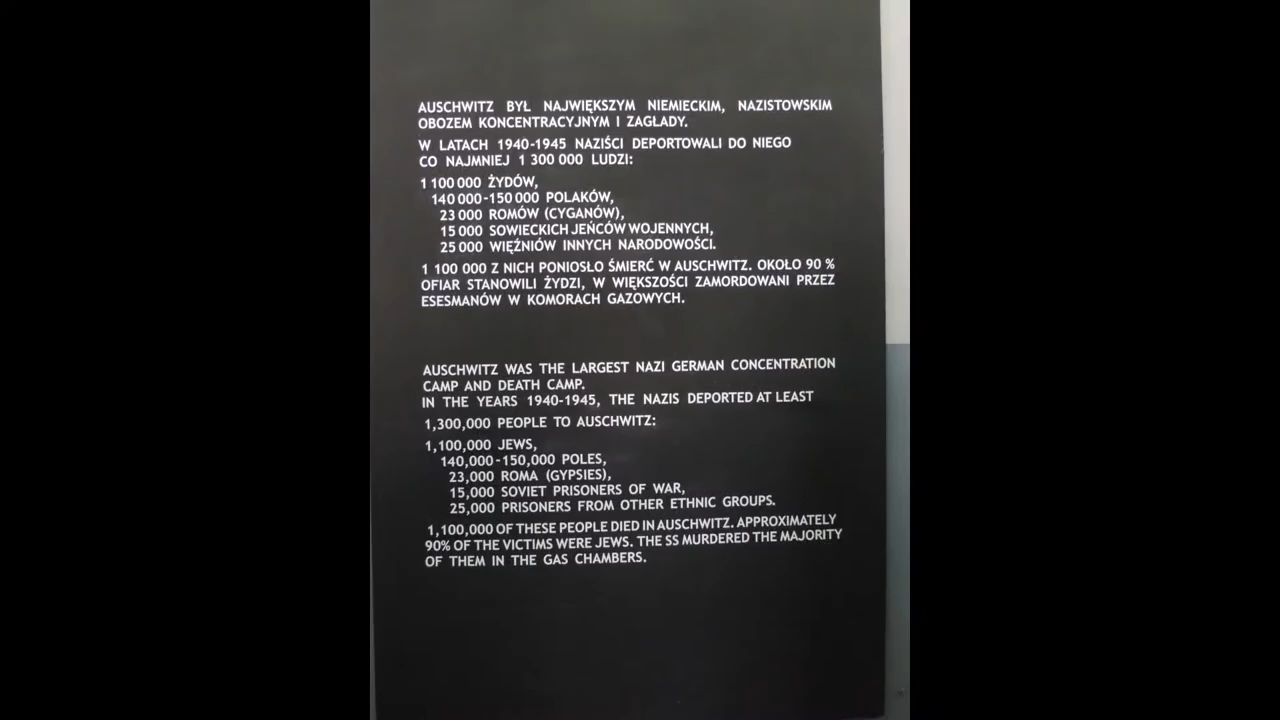 AUSCHWITZ BYŁ NAJWIĘKSZYM NIEMIECKIM, NAZISTOWSKIM
OBOZEM KONCENTRACYJNYM I ZAGŁADY.
W LATACH 1940-1945 NAZIŚCI DEPORTOWALI DO NIEGO
CO NAJMNIEJ 1 300 000 LUDZI:
1 100 000 ŻYDÓW,
140 000-150 000 POLAKÓW,
23 000 ROMÓW (CYGANÓW),
15 000 SOWIECKICH JEŃCÓW WOJENNYCH,
25 000 WIĘŹNIÓW INNYCH NARODOWOŚCI.
1 100 000 Z NICH PONIOSŁO ŚMIERĆ W AUSCHWITZ. OKOŁO 90 %
OFIAR STANOWILI ŻYDZI, W WIĘKSZOŚCI ZAMORDOWANI PRZEZ
ESESMANÓW W KOMORACH GAZOWYCH.
AUSCHWITZ WAS THE LARGEST NAZI GERMAN CONCENTRATION
CAMP AND DEATH CAMP.
IN THE YEARS 1940-1945, THE NAZIS DEPORTED AT LEAST
1,300,000 PEOPLE TO AUSCHWITZ:
1,100,000 JEWS,
140,000-150,000 POLES,
23,000 ROMA (GYPSIES),
15,000 SOVIET PRISONERS OF WAR,
25,000 PRISONERS FROM OTHER ETHNIC GROUPS.
1,100,000 OF THESE PEOPLE DIED IN AUSCHWITZ. APPROXIMATELY
90% OF THE VICTIMS WERE JEWS. THE SS MURDERED THE MAJORITY
OF THEM IN THE GAS CHAMBERS.